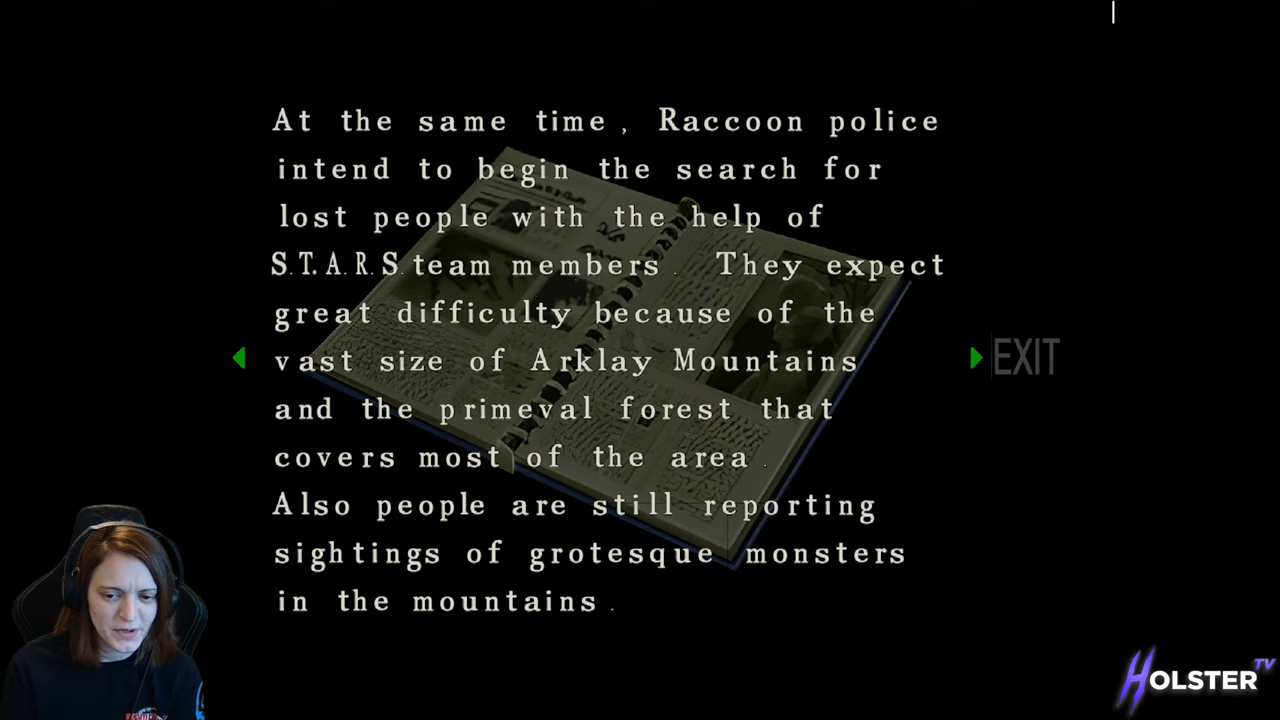 At the same time, Raccoon police
intend to begin the search for
lost people with the help of
S.T.A.R.S. team members. They expect
great difficulty because of the
vast size of Arklay Mountains
and the primeval forest that
covers most of the area.
Also people are still reporting
sightings of grotesque monsters
in the mountains.
EXIT
HOLSTER TV